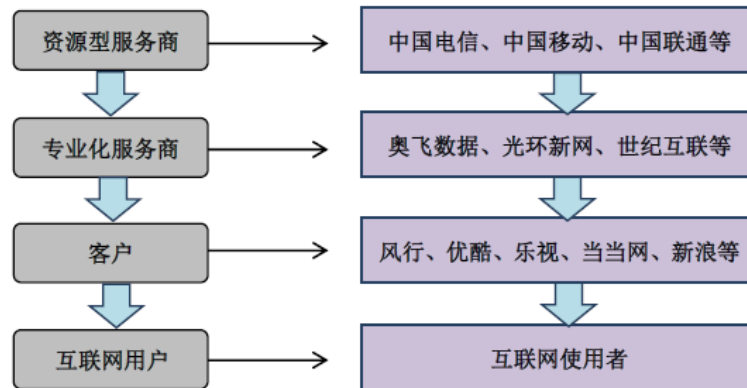 资源型服务商
中国电信、中国移动、中国联通等
专业化服务商
奥飞数据、光环新网、世纪互联等
客户
风行、优酷、乐视、当当网、新浪等
互联网用户
互联网使用者